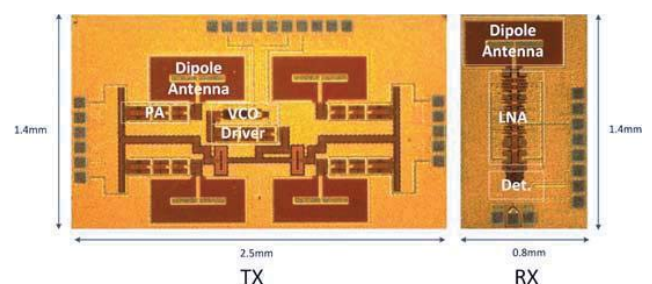 Dipole
Antenna
PA
VCO
Driver
1.4mm
2.5mm
TX
Dipole
Antenna
LNA
Det.
1.4mm
0.8mm
RX